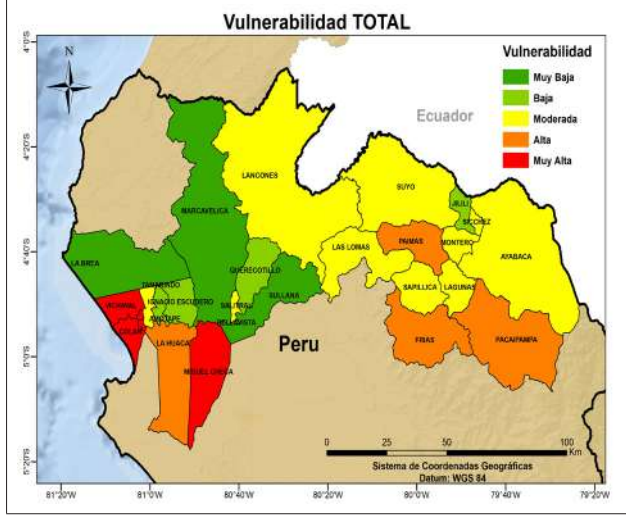 Vulnerabilidad TOTAL
4°0'S
4°20'S
4°40'S
5°0'S
5°20'S
N
Vulnerabilidad
Muy Baja
Baja
Moderada
Alta
Muy Alta
Ecuador
LANCONES
SUYO
JILILI
SICCHEZ
MARCAVELICA
LAS LOMAS
PAIMAS
MONTERO
AYABACA
LA BREA
QUERECOTILLO
TAMARINDO
SULLANA
SAPILLICA
LAGUNAS
VICHAYAL
IGNACIO ESCUDERO
SALITRAL
AMOTAPE
BELLAVISTA
COLAN
LA HUACA
Peru
FRIAS
PACAIPAMPA
MIGUEL CHECA
0 25 50 100
Km
Sistema de Coordenadas Geográficas
Datum: WGS 84
81°20'W 81°0'W 80°40'W 80°20'W 80°0'W 79°40'W 79°20'W